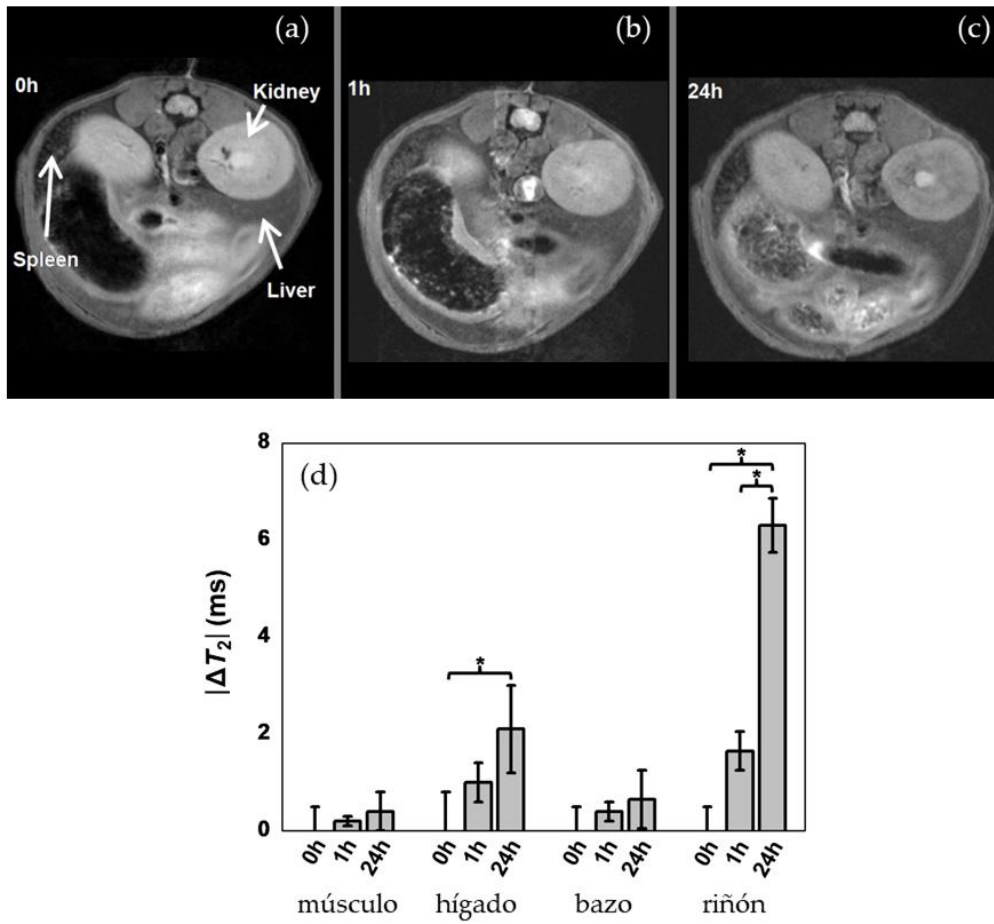 (a)
(b)
(c)
0h
1h
24h
Kidney
Spleen
Liver
(d)
|ΔT₂| (ms)
8
6
4
2
0
*
*
*
0h 1h 24h 0h 1h 24h 0h 1h 24h 0h 1h 24h
músculo hígado bazo riñón